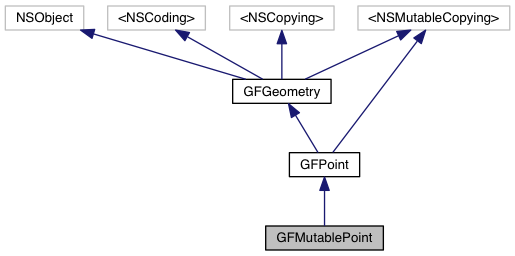 NSObject
<NSCoding>
<NSCopying>
<NSMutableCopying>
GFGeometry
GFPoint
GFMutablePoint